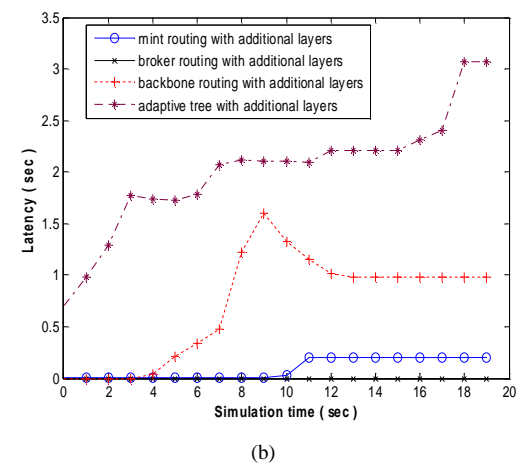 3.5
3
2.5
2
1.5
1
0.5
0
mint routing with additional layers
broker routing with additional layers
backbone routing with additional layers
adaptive tree with additional layers
Latency ( sec )
0 2 4 6 8 10 12 14 16 18 20
Simulation time ( sec )
(b)